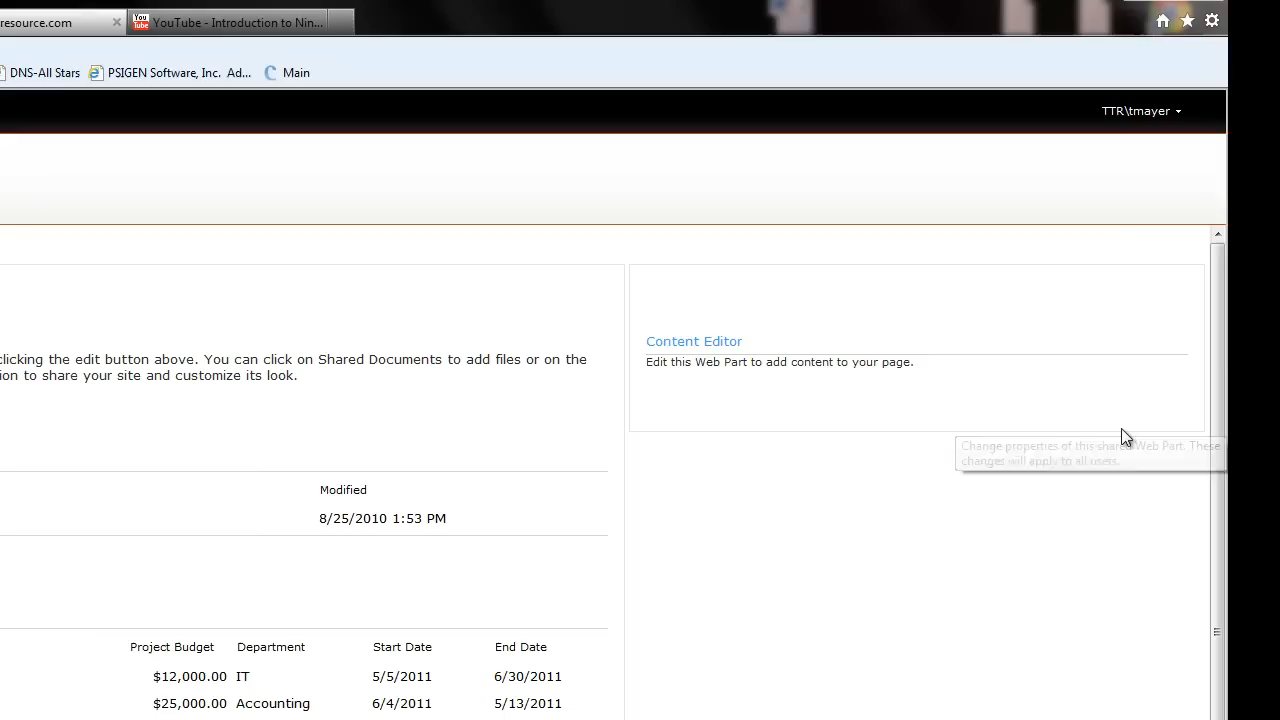 resource.com
YouTube - Introduction to Nin...
DNS-All Stars
PSIGEN Software, Inc. Ad...
Main
TTR\tmayer
Content Editor
Edit this Web Part to add content to your page.
clicking the edit button above. You can click on Shared Documents to add files or on the
ion to share your site and customize its look.
Change properties of this shared Web Part. These
changes will apply to all users.
Modified
8/25/2010 1:53 PM
Project Budget Department Start Date End Date
$12,000.00 IT 5/5/2011 6/30/2011
$25,000.00 Accounting 6/4/2011 5/13/2011